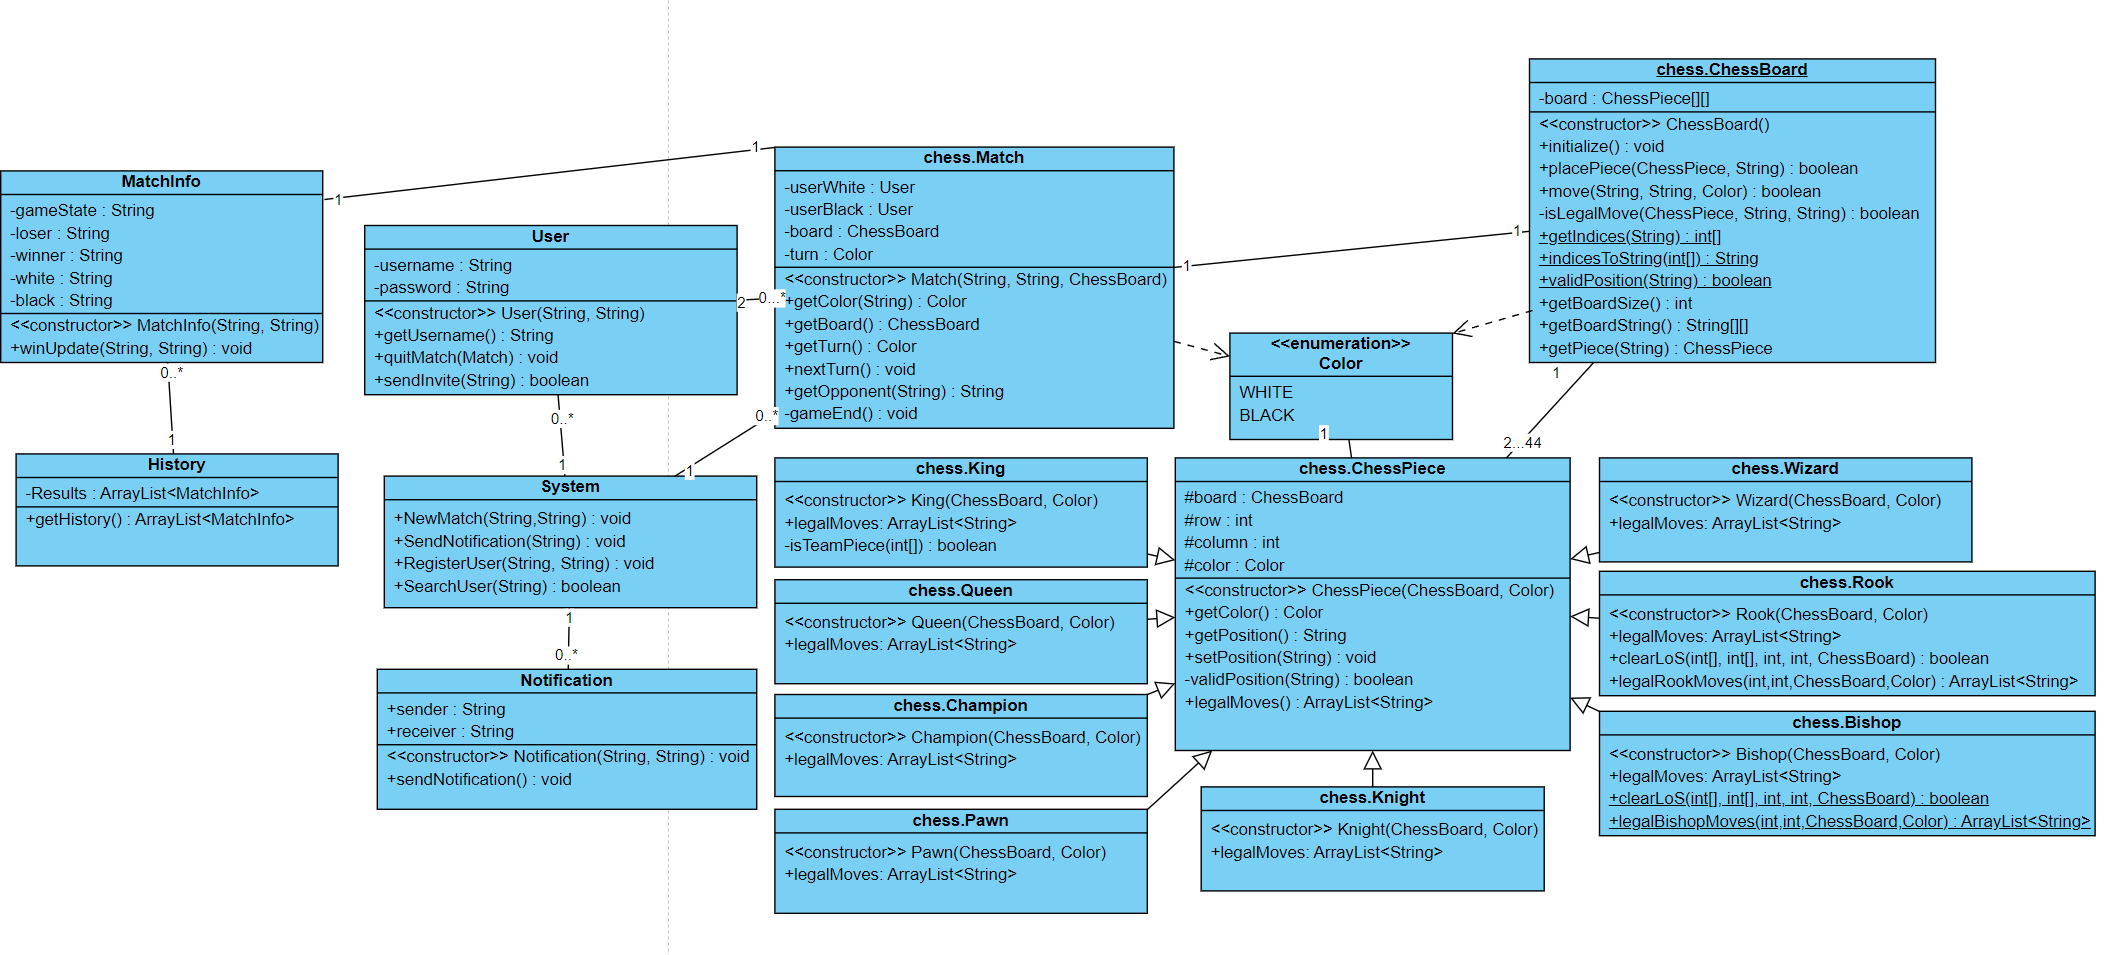 MatchInfo
-gameState : String
-loser : String
-winner : String
-white : String
-black : String
<<constructor>> MatchInfo(String, String)
+winUpdate(String, String) : void
1
1
0..*
1
History
-Results : ArrayList<MatchInfo>
+getHistory() : ArrayList<MatchInfo>
User
-username : String
-password : String
<<constructor>> User(String, String)
+getUsername() : String
+quitMatch(Match) : void
+sendInvite(String) : boolean
2
0...*
0..*
1
System
+NewMatch(String,String) : void
+SendNotification(String) : void
+RegisterUser(String, String) : void
+SearchUser(String) : boolean
0..*
1
1
0..*
Notification
+sender : String
+receiver : String
<<constructor>> Notification(String, String) : void
+sendNotification() : void
chess.Match
-userWhite : User
-userBlack : User
-board : ChessBoard
-turn : Color
<<constructor>> Match(String, String, ChessBoard)
+getColor(String) : Color
+getBoard() : ChessBoard
+getTurn() : Color
+nextTurn() : void
+getOpponent(String) : String
-gameEnd() : void
1
1
chess.ChessBoard
-board : ChessPiece[][]
<<constructor>> ChessBoard()
+initialize() : void
+placePiece(ChessPiece, String) : boolean
+move(String, String, Color) : boolean
-isLegalMove(ChessPiece, String, String) : boolean
+getIndices(String) : int[]
+indicesToString(int[]) : String
+validPosition(String) : boolean
+getBoardSize() : int
+getBoardString() : String[][]
+getPiece(String) : ChessPiece
1
2...44
<<enumeration>>
Color
WHITE
BLACK
1
chess.King
<<constructor>> King(ChessBoard, Color)
+legalMoves: ArrayList<String>
-isTeamPiece(int[]) : boolean
chess.Queen
<<constructor>> Queen(ChessBoard, Color)
+legalMoves: ArrayList<String>
chess.Champion
<<constructor>> Champion(ChessBoard, Color)
+legalMoves: ArrayList<String>
chess.Pawn
<<constructor>> Pawn(ChessBoard, Color)
+legalMoves: ArrayList<String>
chess.ChessPiece
#board : ChessBoard
#row : int
#column : int
#color : Color
<<constructor>> ChessPiece(ChessBoard, Color)
+getColor() : Color
+getPosition() : String
+setPosition(String) : void
-validPosition(String) : boolean
+legalMoves() : ArrayList<String>
chess.Knight
<<constructor>> Knight(ChessBoard, Color)
+legalMoves: ArrayList<String>
chess.Wizard
<<constructor>> Wizard(ChessBoard, Color)
+legalMoves: ArrayList<String>
chess.Rook
<<constructor>> Rook(ChessBoard, Color)
+legalMoves: ArrayList<String>
+clearLoS(int[], int[], int, int, ChessBoard) : boolean
+legalRookMoves(int,int,ChessBoard,Color) : ArrayList<String>
chess.Bishop
<<constructor>> Bishop(ChessBoard, Color)
+legalMoves: ArrayList<String>
+clearLoS(int[], int[], int, int, ChessBoard) : boolean
+legalBishopMoves(int,int,ChessBoard,Color) : ArrayList<String>